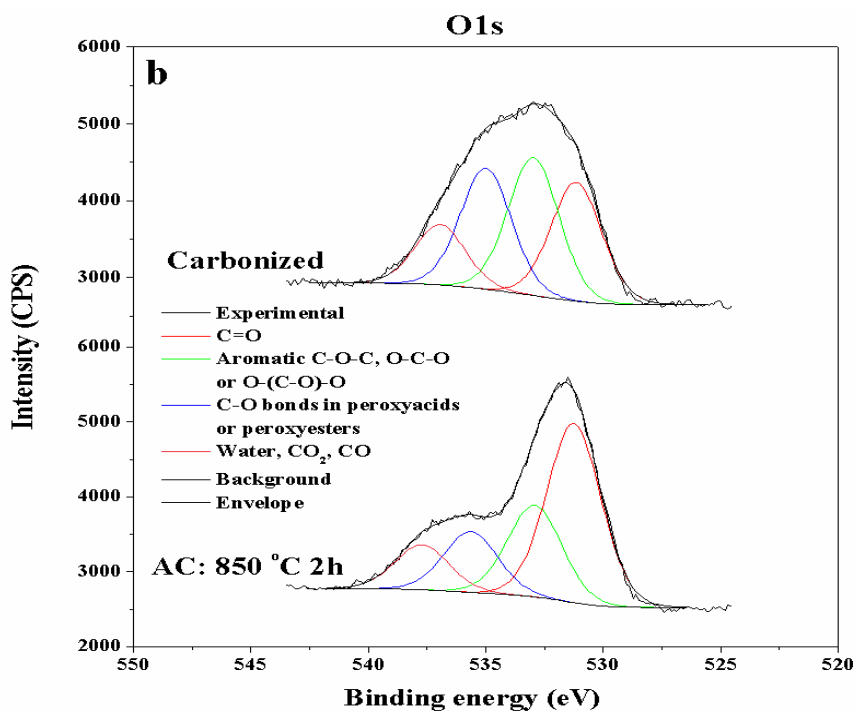 O1s
b
6000
5000
4000
3000
6000
5000
4000
3000
2000
Intensity (CPS)
Carbonized
Experimental
C=O
Aromatic C-O-C, O-C-O
or O-(C-O)-O
C-O bonds in peroxyacids
or peroxyesters
Water, CO₂, CO
Background
Envelope
AC: 850 °C 2h
550 545 540 535 530 525 520
Binding energy (eV)